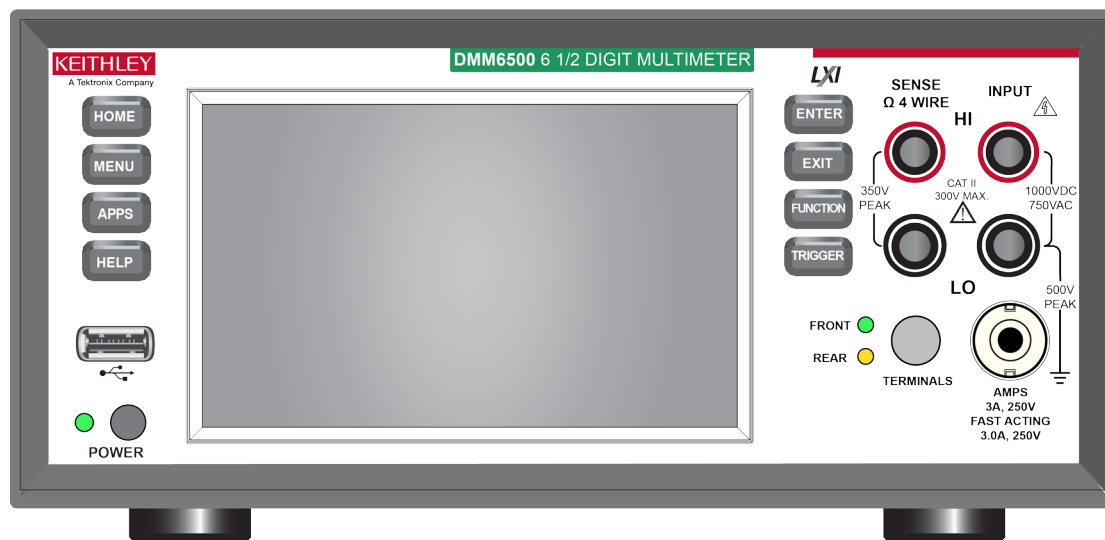 KEITHLEY
A Tektronix Company
DMM6500 6 1/2 DIGIT MULTIMETER
LXI
HOME
MENU
APPS
HELP
POWER
ENTER
EXIT
FUNCTION
TRIGGER
SENSE
Ω 4 WIRE
INPUT
HI
350V
PEAK
CAT II
300V MAX.
1000VDC
750VAC
LO
500V
PEAK
FRONT
REAR
TERMINALS
AMPS
3A, 250V
FAST ACTING
3.0A, 250V